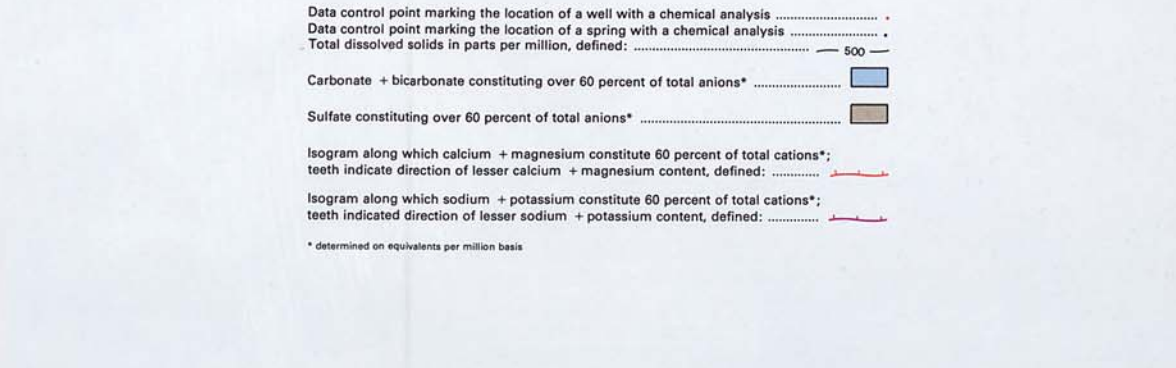 Data control point marking the location of a well with a chemical analysis ............................
Data control point marking the location of a spring with a chemical analysis ........................
Total dissolved solids in parts per million, defined: ................................................ — 500 —
Carbonate + bicarbonate constituting over 60 percent of total anions* ........................
Sulfate constituting over 60 percent of total anions* .......................................................
Isogram along which calcium + magnesium constitute 60 percent of total cations*;
teeth indicate direction of lesser calcium + magnesium content, defined: .............
Isogram along which sodium + potassium constitute 60 percent of total cations*;
teeth indicated direction of lesser sodium + potassium content, defined: ..............
* determined on equivalents per million basis